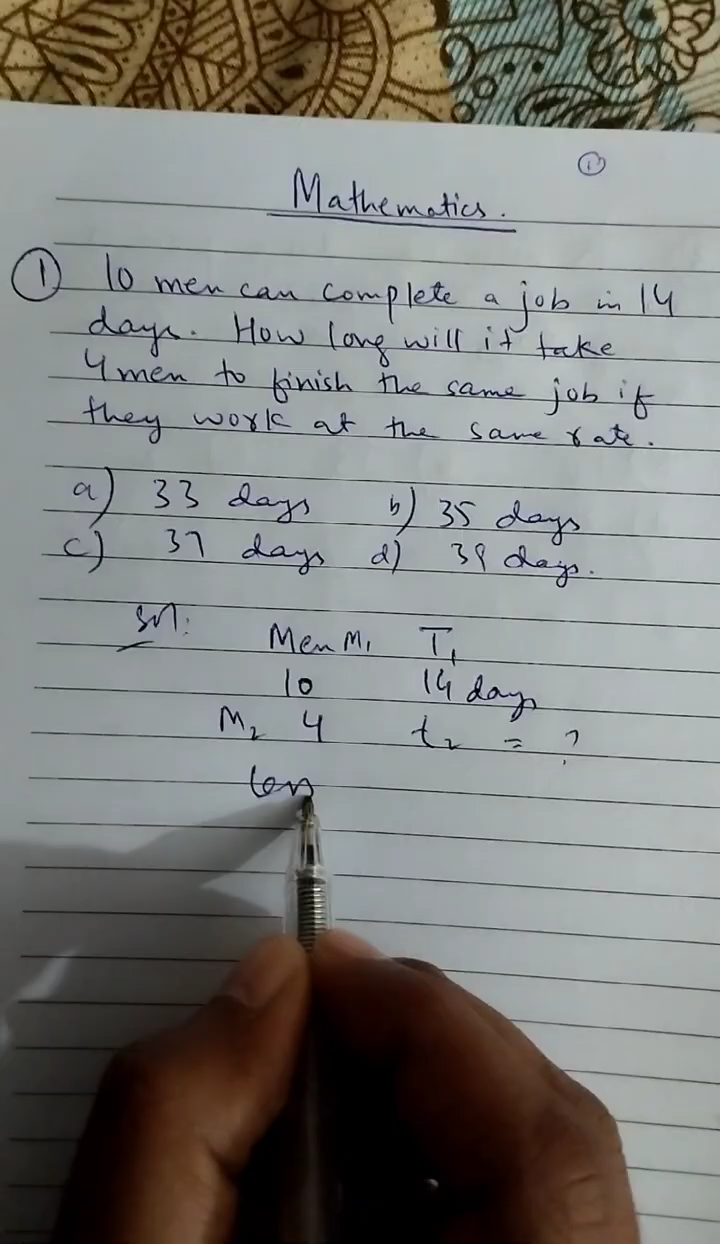 1
Mathematics.
1 10 men can complete a job in 14
days. How long will it take
4 men to finish the same job if
they work at the same rate.
a) 33 days b) 35 days
c) 37 days d) 39 days.
Sol:
Men M₁ T₁
10 14 days
M₂ 4 t₂ = ?